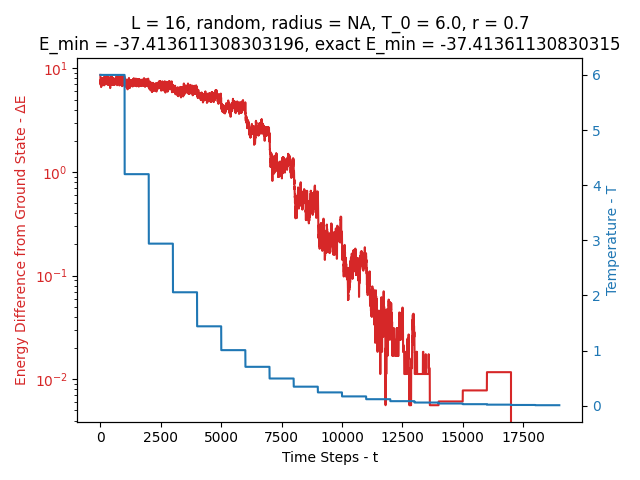 L = 16, random, radius = NA, T_0 = 6.0, r = 0.7
E_min = -37.413611308303196, exact E_min = -37.41361130830315
Energy Difference from Ground State - ΔE
10¹
10⁰
10⁻¹
10⁻²
6
5
4
3
2
1
0
Temperature - T
0 2500 5000 7500 10000 12500 15000 17500
Time Steps - t